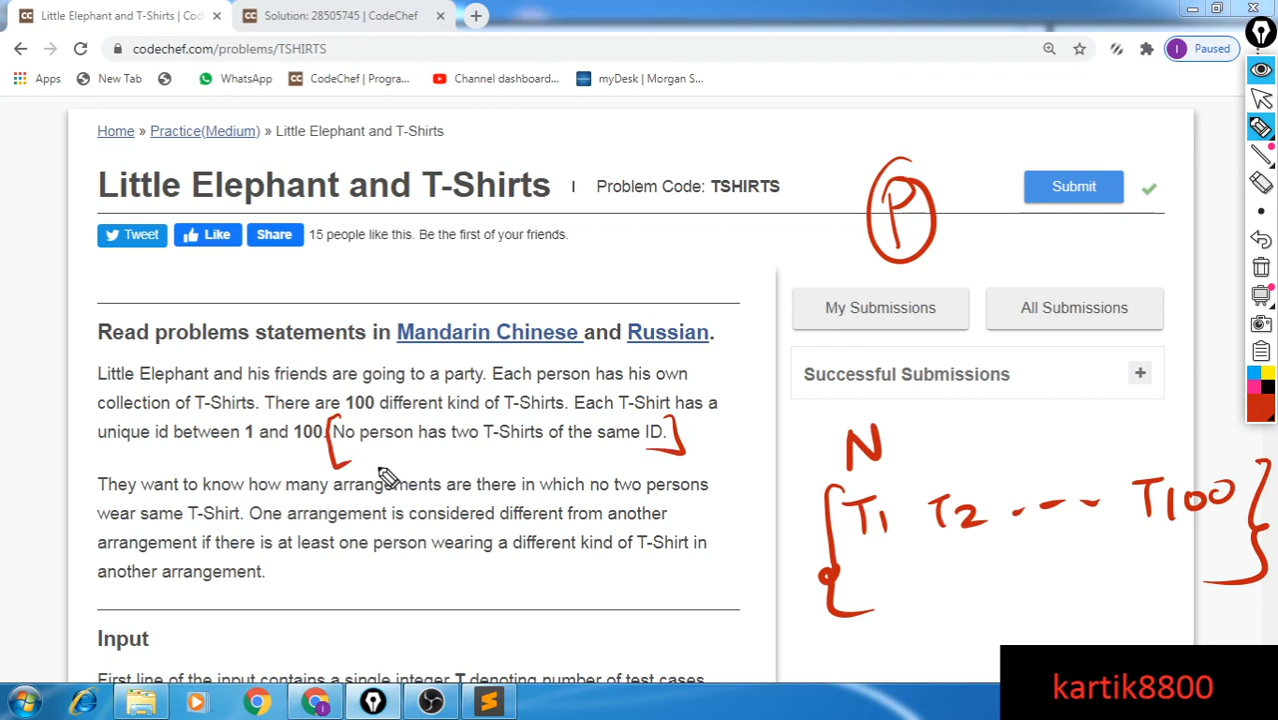 Little Elephant and T-Shirts | Cod
Solution: 28505745 | CodeChef
codechef.com/problems/TSHIRTS
Paused
Apps
New Tab
WhatsApp
CodeChef | Progra...
Channel dashboard...
myDesk | Morgan S...
Home » Practice(Medium) » Little Elephant and T-Shirts
Little Elephant and T-Shirts | Problem Code: TSHIRTS
P
Submit
Tweet
Like
Share
15 people like this. Be the first of your friends.
My Submissions
All Submissions
Successful Submissions
Read problems statements in Mandarin Chinese and Russian.
Little Elephant and his friends are going to a party. Each person has his own
collection of T-Shirts. There are 100 different kind of T-Shirts. Each T-Shirt has a
unique id between 1 and 100. No person has two T-Shirts of the same ID.
They want to know how many arrangements are there in which no two persons
wear same T-Shirt. One arrangement is considered different from another
arrangement if there is at least one person wearing a different kind of T-Shirt in
another arrangement.
N
T1 T2 ---- T100
Input
First line of the input contains a single integer T denoting number of test cases
kartik8800